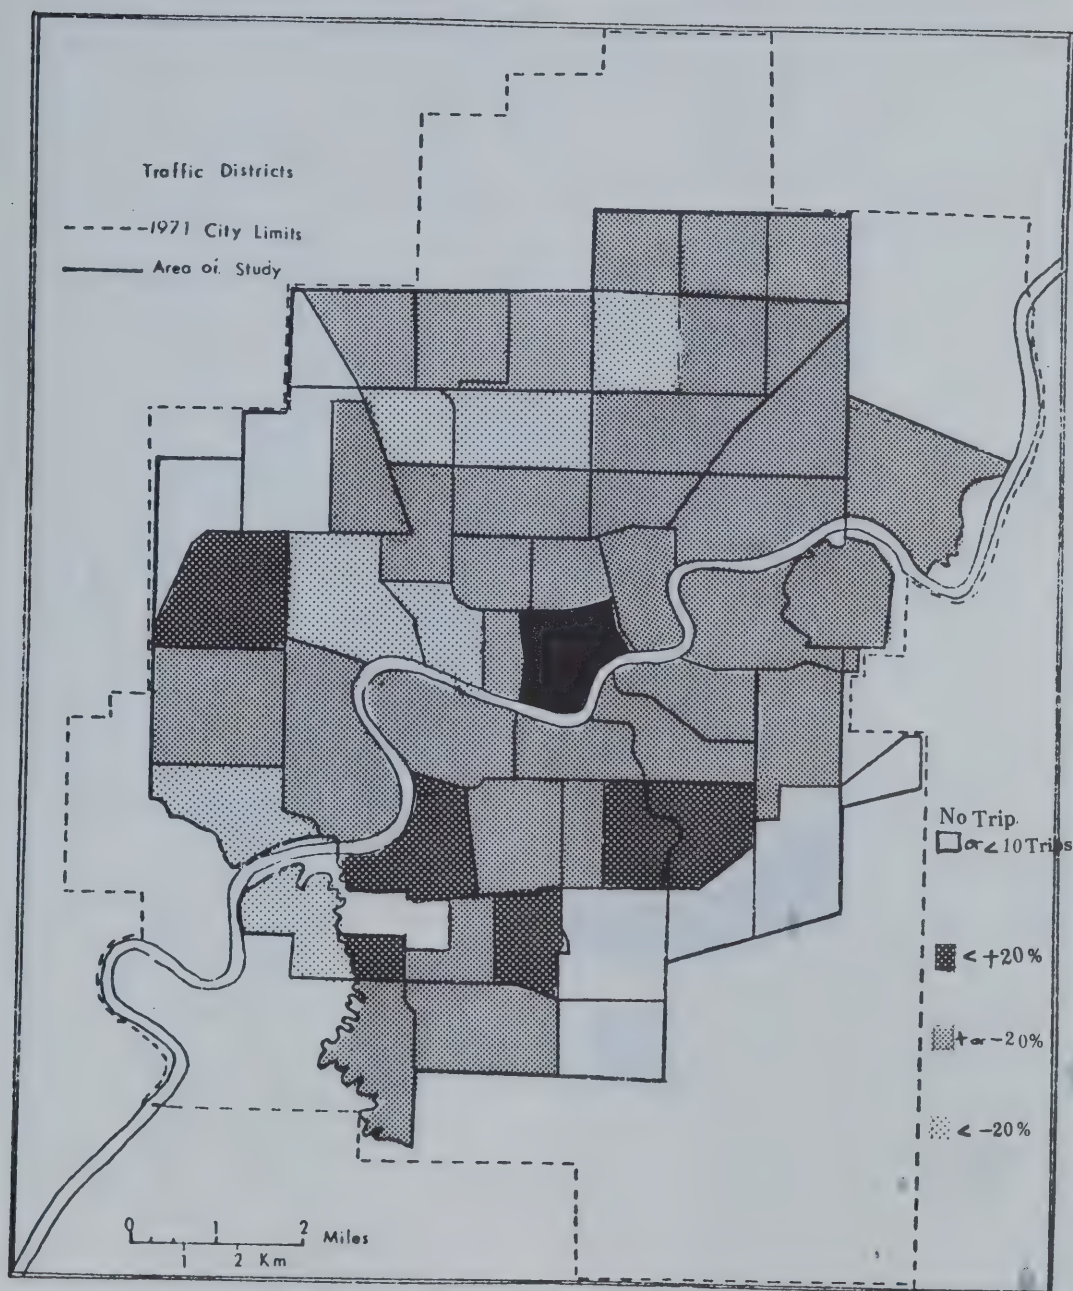 Traffic Districts
1971 City Limits
Area of Study
No Trip.
or < 10 Trips
< +20%
+ or -20%
< -20%
0 1 2 Miles
1 2 Km